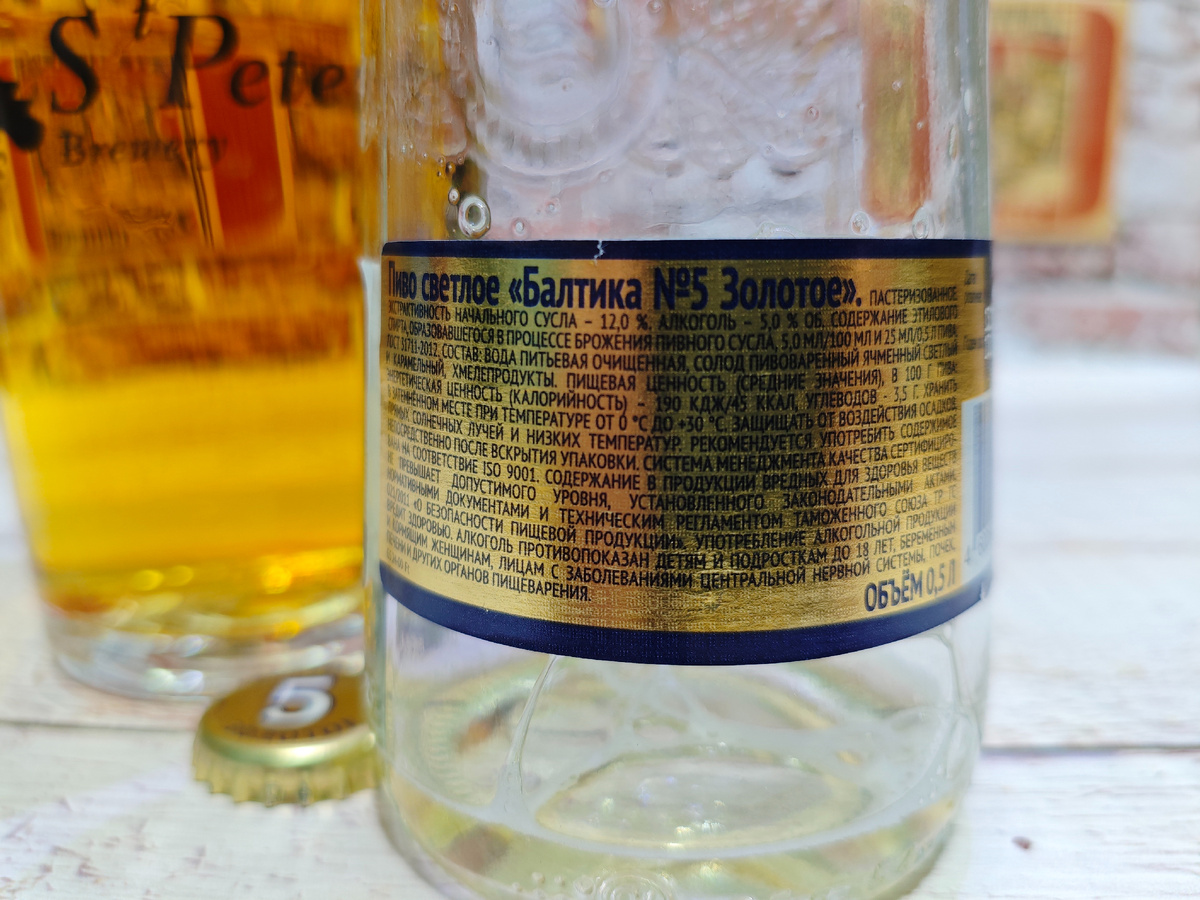 St Pete
Brewery
5
Пиво светлое «Балтика №5 Золотое». ПАСТЕРИЗОВАННОЕ.
ЭКСТРАКТИВНОСТЬ НАЧАЛЬНОГО СУСЛА – 12,0 %, АЛКОГОЛЬ – 5,0 % ОБ. СОДЕРЖАНИЕ ЭТИЛОВОГО
СПИРТА, ОБРАЗОВАВШЕГОСЯ В ПРОЦЕССЕ БРОЖЕНИЯ ПИВНОГО СУСЛА, 5,0 МЛ/100 МЛ И 25 МЛ/0,5 Л ПИВА.
ГОСТ 31711-2012. СОСТАВ: ВОДА ПИТЬЕВАЯ ОЧИЩЕННАЯ, СОЛОД ПИВОВАРЕННЫЙ ЯЧМЕННЫЙ СВЕТЛЫЙ
И КАРАМЕЛЬНЫЙ, ХМЕЛЕПРОДУКТЫ. ПИЩЕВАЯ ЦЕННОСТЬ (СРЕДНИЕ ЗНАЧЕНИЯ), В 100 Г ПИВА:
ЭНЕРГЕТИЧЕСКАЯ ЦЕННОСТЬ (КАЛОРИЙНОСТЬ) – 190 КДЖ/45 ККАЛ, УГЛЕВОДОВ - 3,5 Г. ХРАНИТЬ
В ЗАТЕМНЁННОМ МЕСТЕ ПРИ ТЕМПЕРАТУРЕ ОТ 0 °С ДО +30 °С. ЗАЩИЩАТЬ ОТ ВОЗДЕЙСТВИЯ ОСАДКОВ,
ПРЯМЫХ СОЛНЕЧНЫХ ЛУЧЕЙ И НИЗКИХ ТЕМПЕРАТУР. РЕКОМЕНДУЕТСЯ УПОТРЕБИТЬ СОДЕРЖИМОЕ
НЕПОСРЕДСТВЕННО ПОСЛЕ ВСКРЫТИЯ УПАКОВКИ. СИСТЕМА МЕНЕДЖМЕНТА КАЧЕСТВА СЕРТИФИЦИРО-
ВАНА НА СООТВЕТСТВИЕ ISO 9001. СОДЕРЖАНИЕ В ПРОДУКЦИИ ВРЕДНЫХ ДЛЯ ЗДОРОВЬЯ ВЕЩЕСТВ
НЕ ПРЕВЫШАЕТ ДОПУСТИМОГО УРОВНЯ, УСТАНОВЛЕННОГО ЗАКОНОДАТЕЛЬНЫМИ АКТАМИ,
НОРМАТИВНЫМИ ДОКУМЕНТАМИ И ТЕХНИЧЕСКИМ РЕГЛАМЕНТОМ ТАМОЖЕННОГО СОЮЗА ТР ТС
021/2011 «О БЕЗОПАСНОСТИ ПИЩЕВОЙ ПРОДУКЦИИ». УПОТРЕБЛЕНИЕ АЛКОГОЛЬНОЙ ПРОДУКЦИИ
ВРЕДИТ ЗДОРОВЬЮ. АЛКОГОЛЬ ПРОТИВОПОКАЗАН ДЕТЯМ И ПОДРОСТКАМ ДО 18 ЛЕТ, БЕРЕМЕННЫМ
И КОРМЯЩИМ ЖЕНЩИНАМ, ЛИЦАМ С ЗАБОЛЕВАНИЯМИ ЦЕНТРАЛЬНОЙ НЕРВНОЙ СИСТЕМЫ, ПОЧЕК,
ПЕЧЕНИ И ДРУГИХ ОРГАНОВ ПИЩЕВАРЕНИЯ.
ОБЪЁМ 0,5 Л